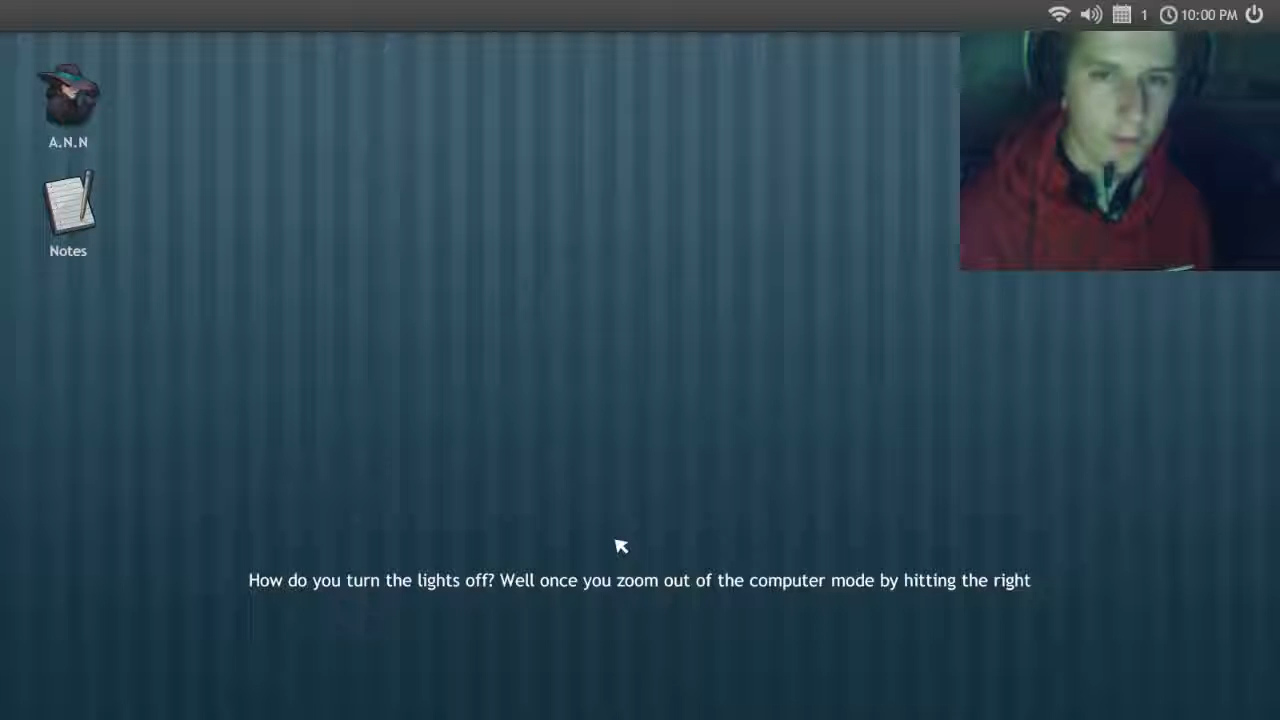 1 10:00 PM
A.N.N
Notes
How do you turn the lights off? Well once you zoom out of the computer mode by hitting the right